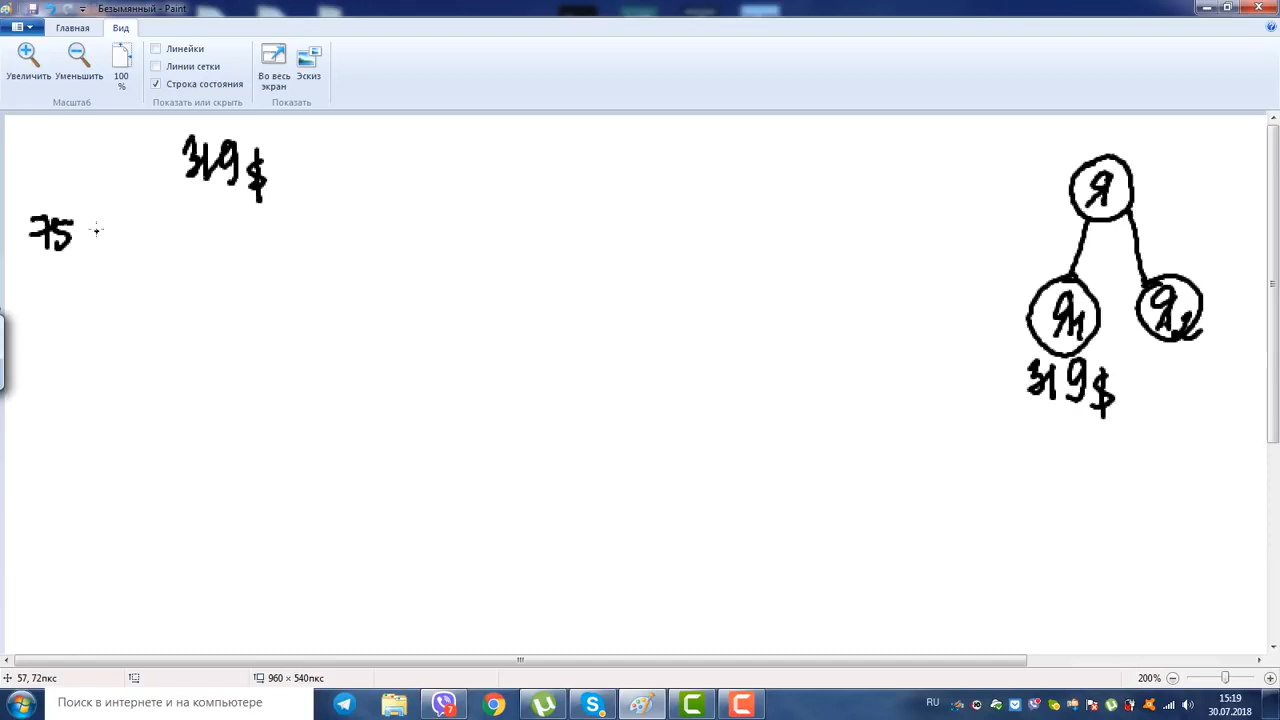 Безымянный - Paint
Главная Вид
Увеличить Уменьшить 100 %
Линейки
Линии сетки
Строка состояния
Во весь экран Эскиз
Масштаб Показать или скрыть Показать
319$
75
Я
Я1 Я2
319$
57, 72пкс 960 × 540пкс 200%
Поиск в интернете и на компьютере RU 15:19
30.07.2018